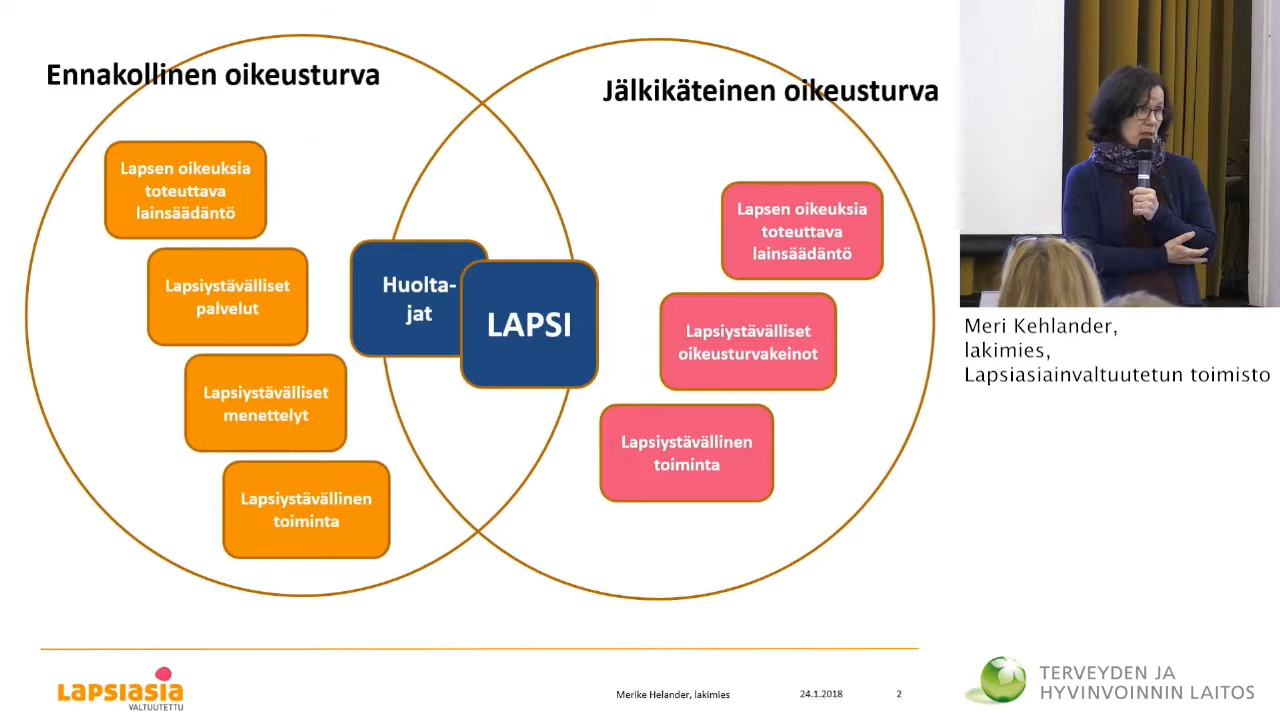 Ennakollinen oikeusturva
Jälkikäteinen oikeusturva
Lapsen oikeuksia
toteuttava
lainsäädäntö
Lapsiystävälliset
palvelut
Lapsiystävälliset
menettelyt
Lapsiystävällinen
toiminta
Huolta-
jat
LAPSI
Lapsen oikeuksia
toteuttava
lainsäädäntö
Lapsiystävälliset
oikeusturvakeinot
Lapsiystävällinen
toiminta
LAPSIASIA
VALTUUTETTU
Merike Helander, lakimies
24.1.2018
2
Meri Kehlander,
lakimies,
Lapsiasiainvaltuutetun toimisto
TERVEYDEN JA
HYVINVOINNIN LAITOS